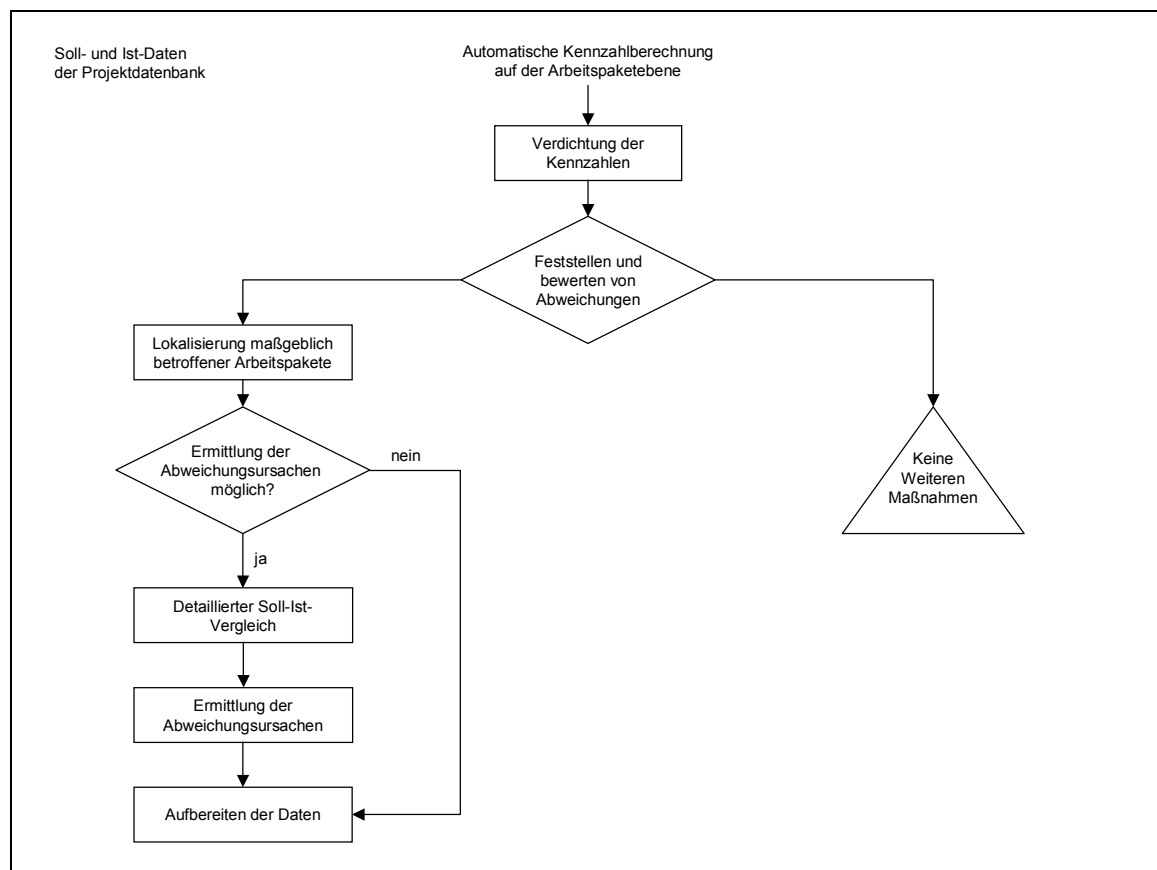 Soll- und Ist-Daten
der Projektdatenbank
Automatische Kennzahlberechnung
auf der Arbeitspaketebene
Verdichtung der
Kennzahlen
Feststellen und
bewerten von
Abweichungen
Lokalisierung maßgeblich
betroffener Arbeitspakete
Ermittlung der
Abweichungsursachen
möglich?
nein
Keine
Weiteren
Maßnahmen
ja
Detaillierter Soll-Ist-
Vergleich
Ermittlung der
Abweichungsursachen
Aufbereiten der Daten